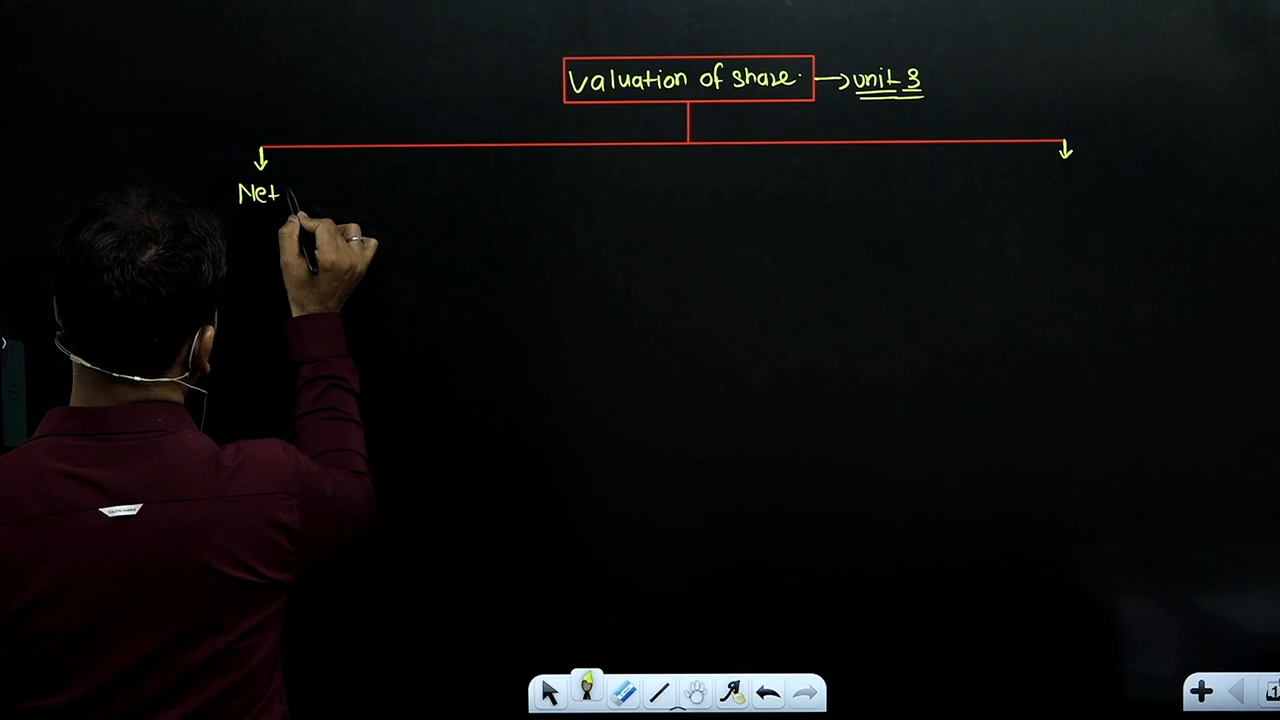 Valuation of share. → unit 3
Net